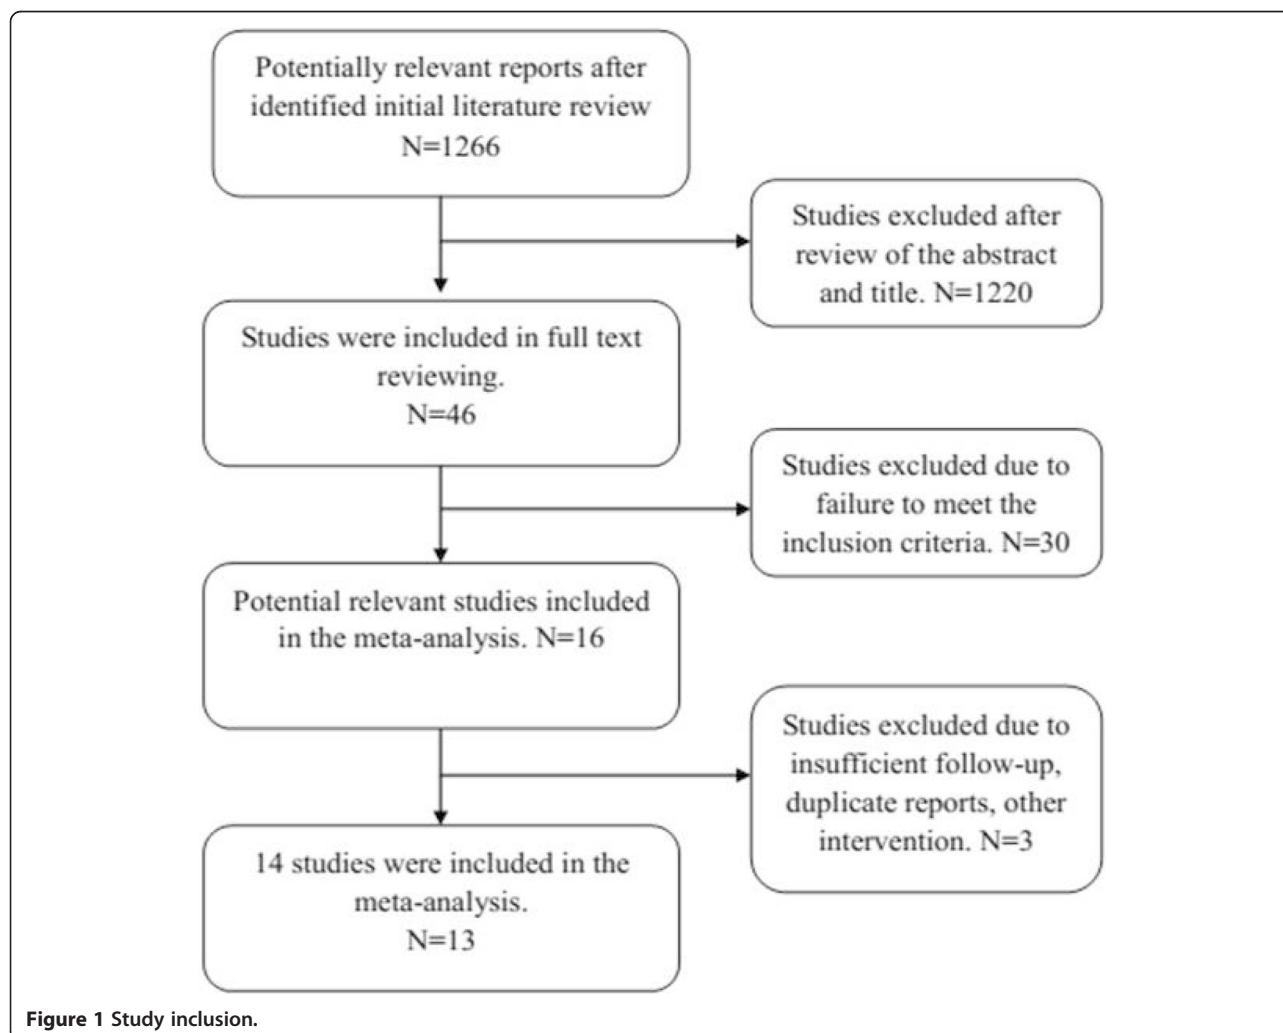 Potentially relevant reports after
identified initial literature review
N=1266
Studies excluded after
review of the abstract
and title. N=1220
Studies were included in full text
reviewing.
N=46
Studies excluded due to
failure to meet the
inclusion criteria. N=30
Potential relevant studies included
in the meta-analysis. N=16
Studies excluded due to
insufficient follow-up,
duplicate reports, other
intervention. N=3
14 studies were included in the
meta-analysis.
N=13
Figure 1 Study inclusion.